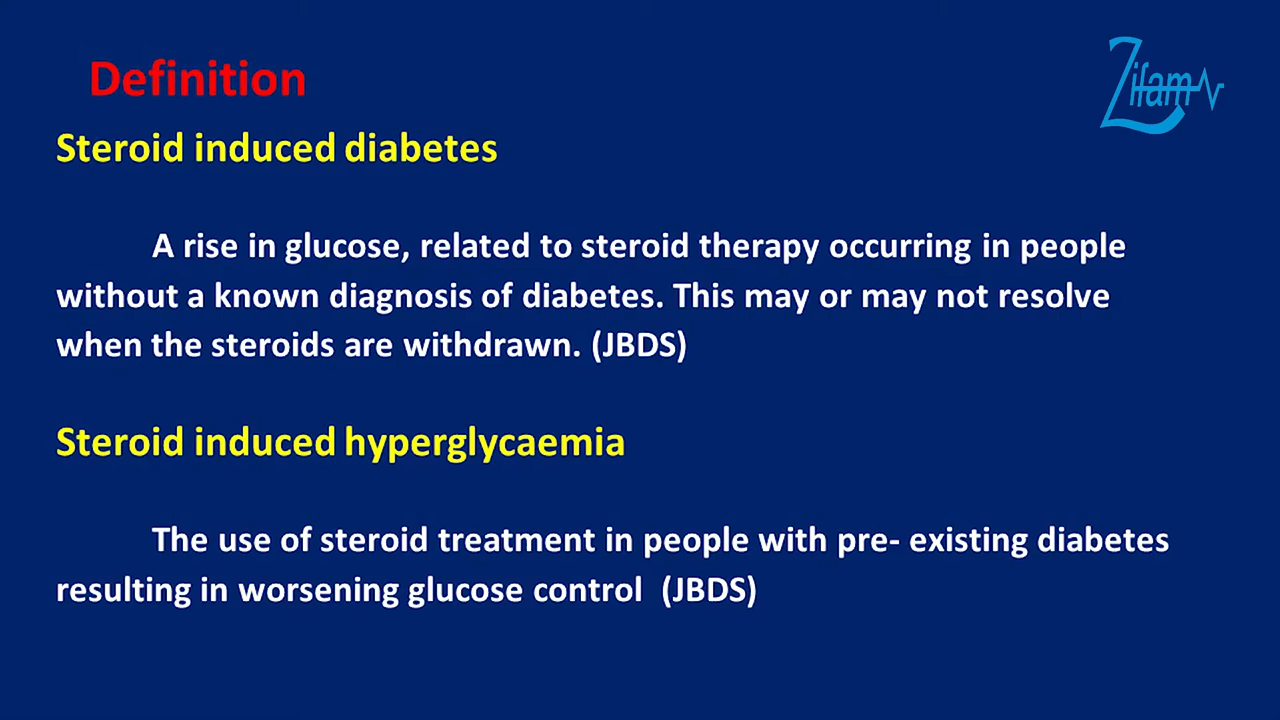 Definition
Zifam
Steroid induced diabetes
A rise in glucose, related to steroid therapy occurring in people
without a known diagnosis of diabetes. This may or may not resolve
when the steroids are withdrawn. (JBDS)
Steroid induced hyperglycaemia
The use of steroid treatment in people with pre- existing diabetes
resulting in worsening glucose control (JBDS)